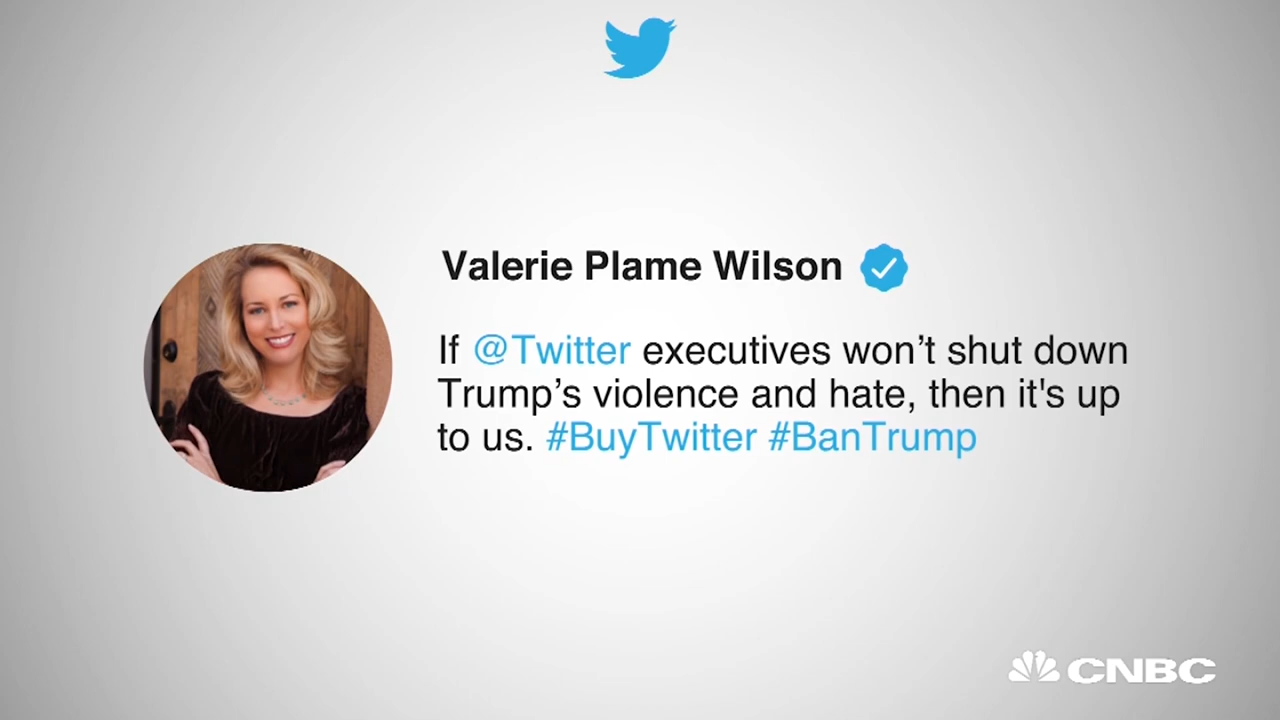 Valerie Plame Wilson
If @Twitter executives won’t shut down
Trump’s violence and hate, then it's up
to us. #BuyTwitter #BanTrump
CNBC